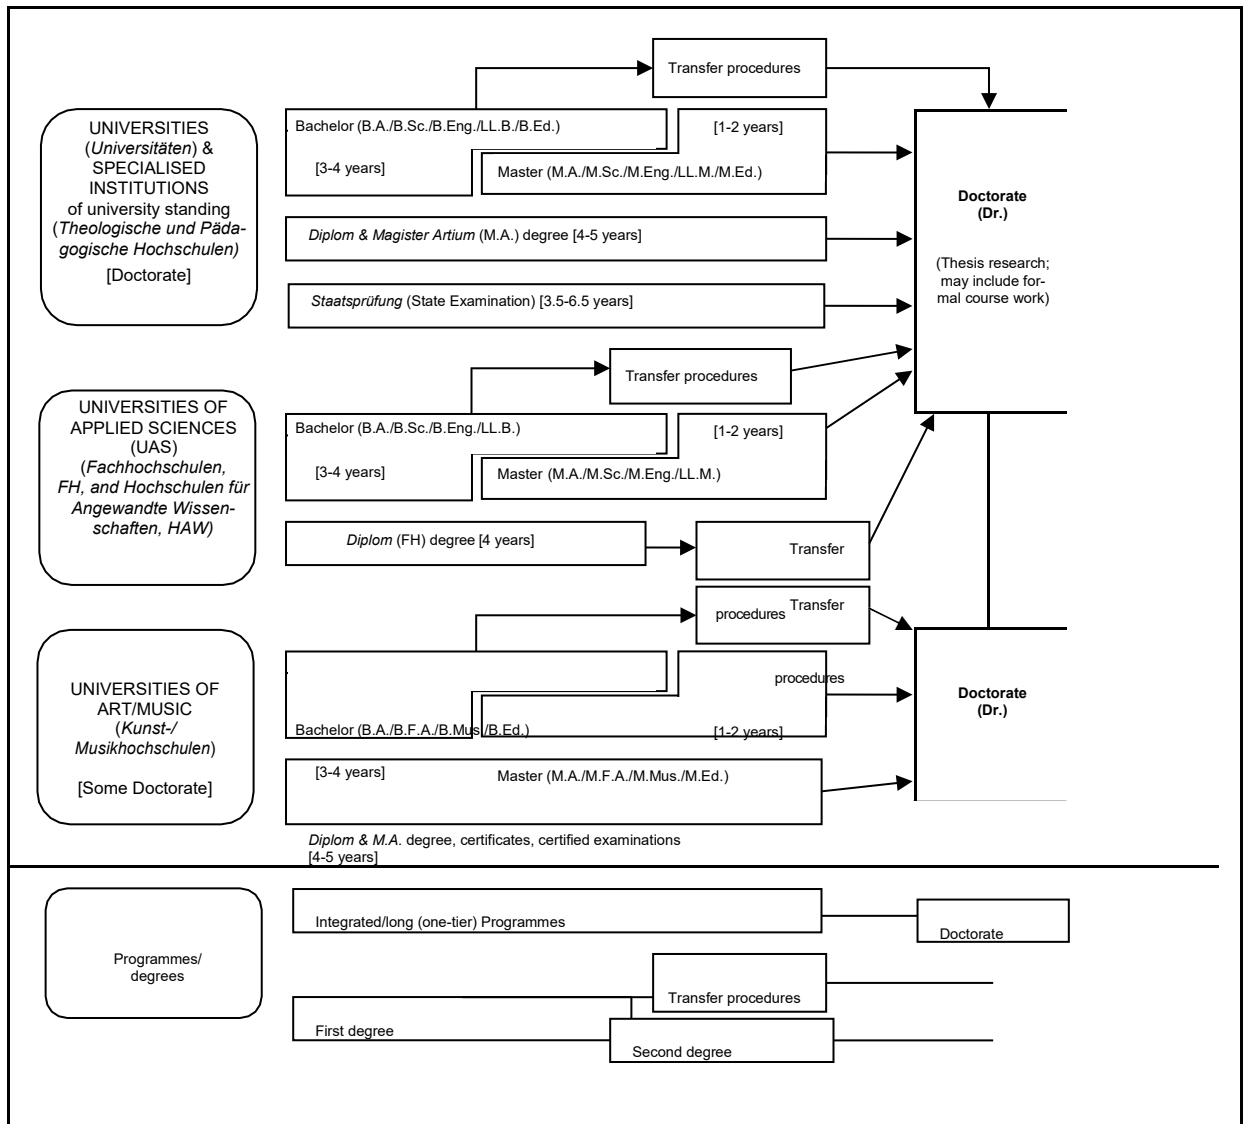 Transfer procedures
UNIVERSITIES
(Universitäten) &
SPECIALISED
INSTITUTIONS
of university standing
(Theologische und Päda-
gogische Hochschulen)
[Doctorate]
Bachelor (B.A./B.Sc./B.Eng./LL.B./B.Ed.)
[1-2 years]
[3-4 years]
Master (M.A./M.Sc./M.Eng./LL.M./M.Ed.)
Diplom & Magister Artium (M.A.) degree [4-5 years]
Staatsprüfung (State Examination) [3.5-6.5 years]
Doctorate
(Dr.)
(Thesis research;
may include for-
mal course work)
Transfer procedures
UNIVERSITIES OF
APPLIED SCIENCES
(UAS)
(Fachhochschulen,
FH, and Hochschulen für
Angewandte Wissen-
schaften, HAW)
Bachelor (B.A./B.Sc./B.Eng./LL.B.)
[1-2 years]
[3-4 years]
Master (M.A./M.Sc./M.Eng./LL.M.)
Diplom (FH) degree [4 years]
Transfer
procedures
Transfer
procedures
UNIVERSITIES OF
ART/MUSIC
(Kunst-/
Musikhochschulen)
[Some Doctorate]
Bachelor (B.A./B.F.A./B.Mus./B.Ed.)
[1-2 years]
[3-4 years]
Master (M.A./M.F.A./M.Mus./M.Ed.)
Diplom & M.A. degree, certificates, certified examinations
[4-5 years]
Doctorate
(Dr.)
Programmes/
degrees
Integrated/long (one-tier) Programmes
Doctorate
Transfer procedures
First degree
Second degree